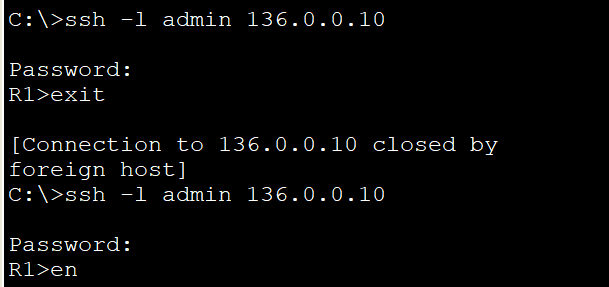 C:\>ssh -l admin 136.0.0.10
Password:
R1>exit
[Connection to 136.0.0.10 closed by
foreign host]
C:\>ssh -l admin 136.0.0.10
Password:
R1>en